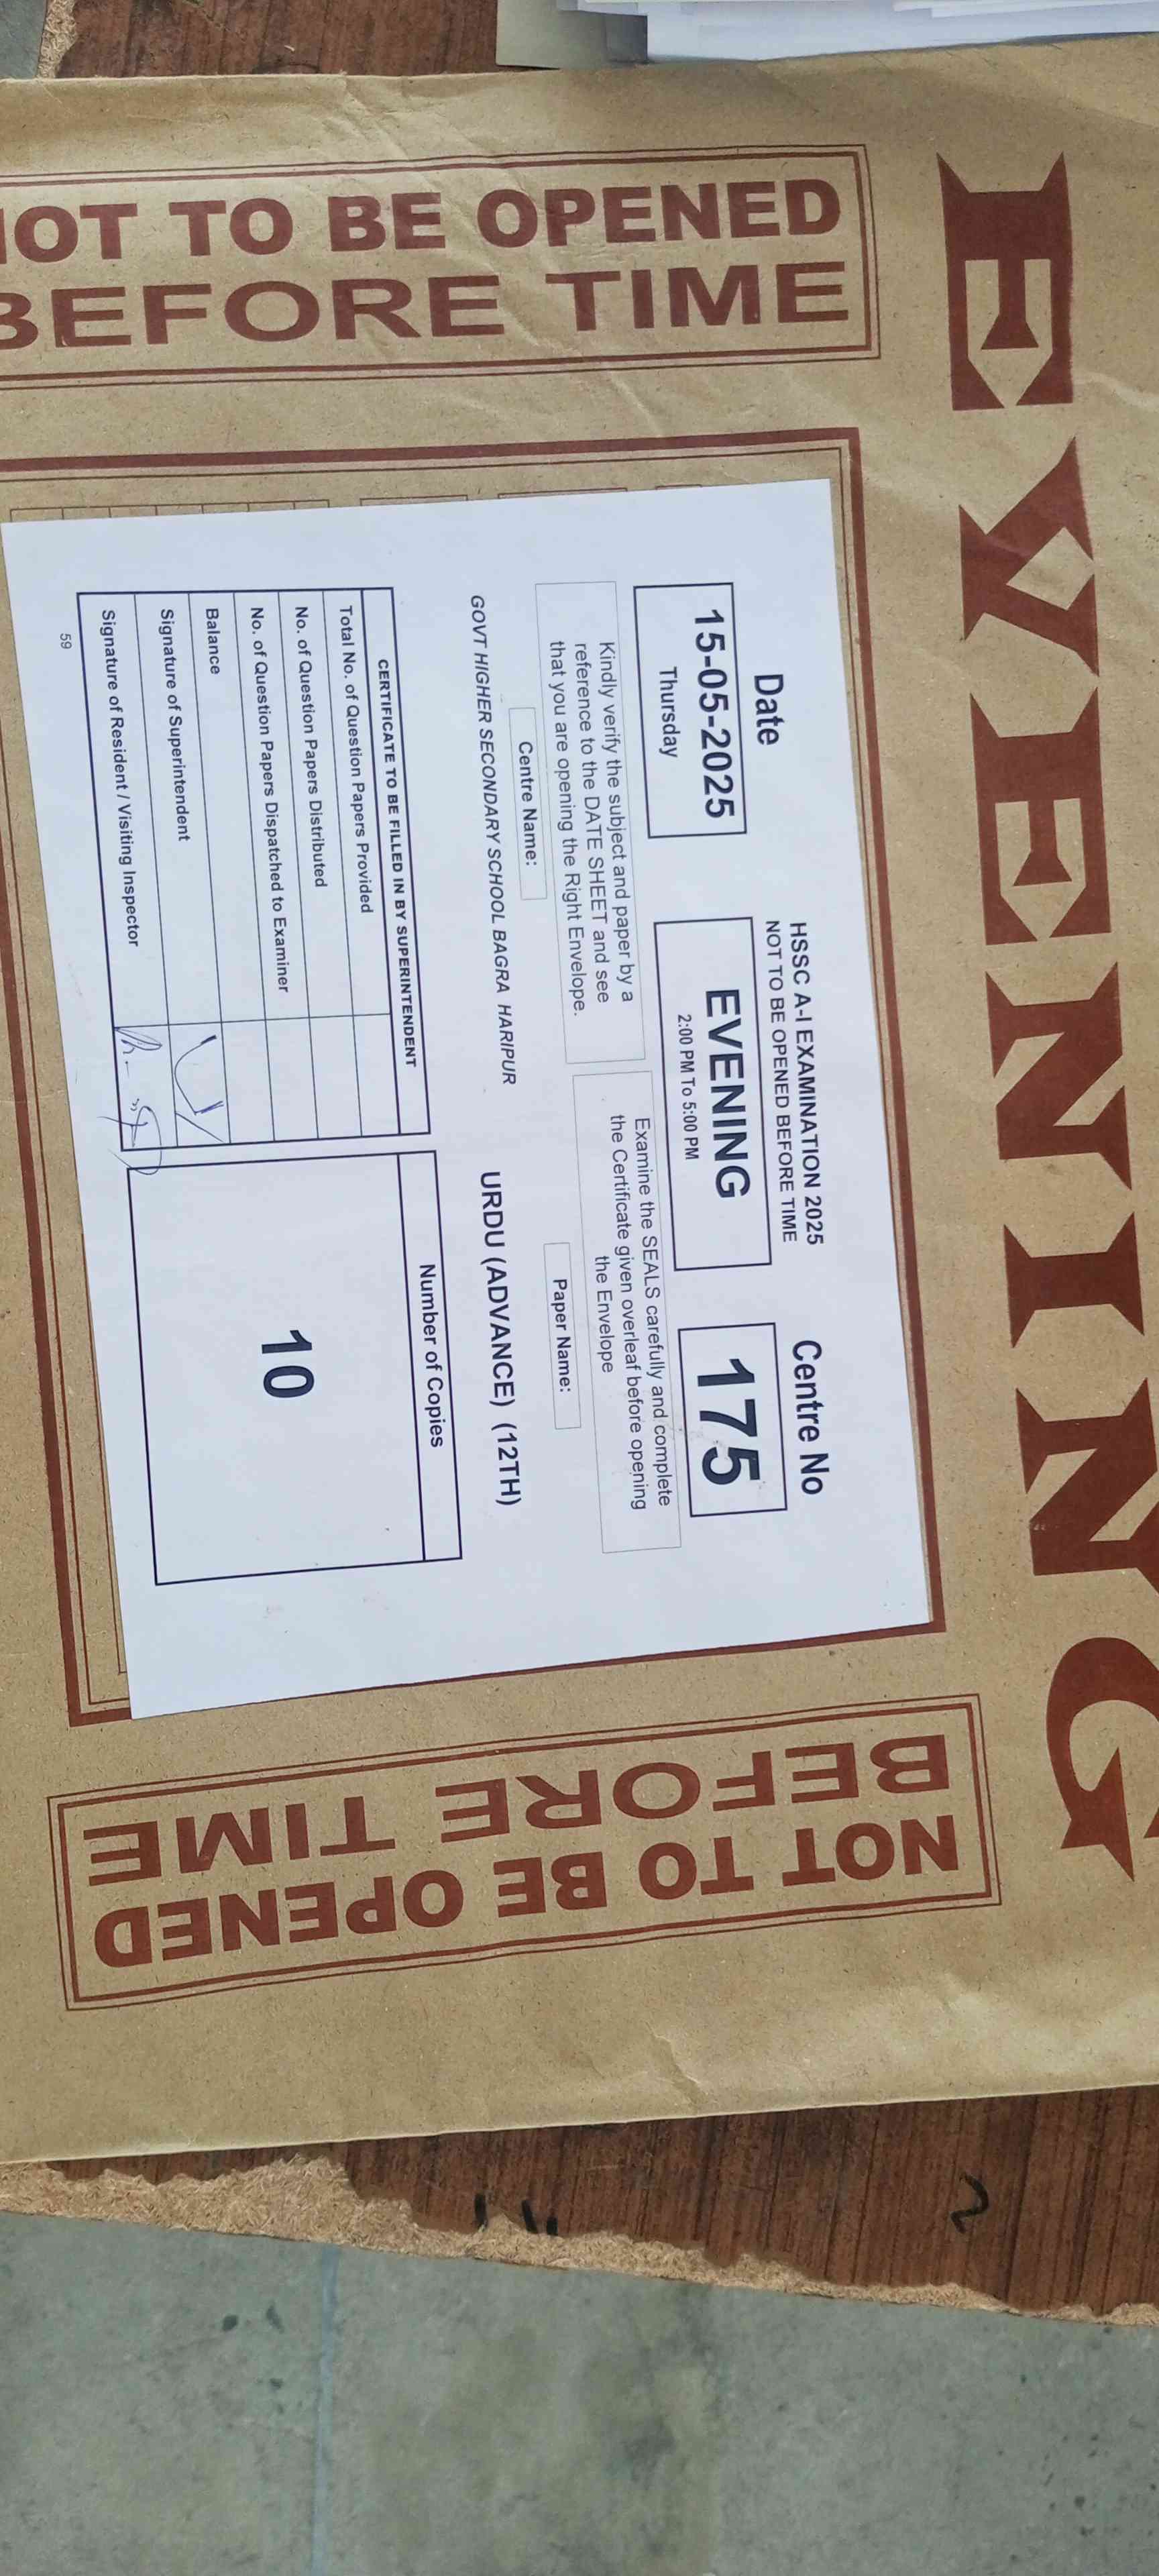 EVENING
NOT TO BE OPENED
BEFORE TIME
HSSC A-I EXAMINATION 2025
NOT TO BE OPENED BEFORE TIME
Date
15-05-2025
Thursday
EVENING
2:00 PM To 5:00 PM
Centre No
175
Kindly verify the subject and paper by a
reference to the DATE SHEET and see
that you are opening the Right Envelope.
Examine the SEALS carefully and complete
the Certificate given overleaf before opening
the Envelope
Centre Name:
Paper Name:
GOVT HIGHER SECONDARY SCHOOL BAGRA HARIPUR
URDU (ADVANCE) (12TH)
CERTIFICATE TO BE FILLED IN BY SUPERINTENDENT
Total No. of Question Papers Provided
No. of Question Papers Distributed
No. of Question Papers Dispatched to Examiner
Balance
Signature of Superintendent
Signature of Resident / Visiting Inspector
Number of Copies
10
59
NOT TO BE OPENED
BEFORE TIME